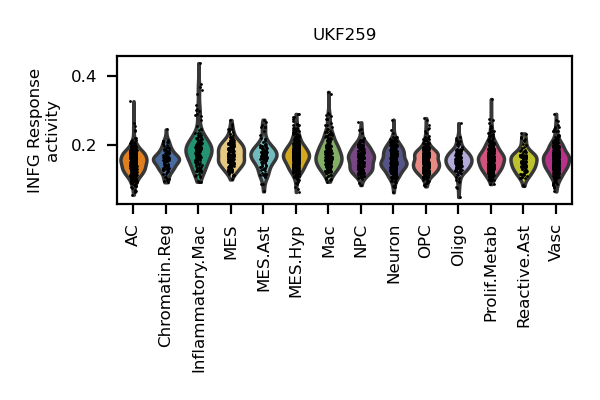 UKF259
INFG Response
activity
0.4
0.2
AC
Chromatin.Reg
Inflammatory.Mac
MES
MES.Ast
MES.Hyp
Mac
NPC
Neuron
OPC
Oligo
Prolif.Metab
Reactive.Ast
Vasc